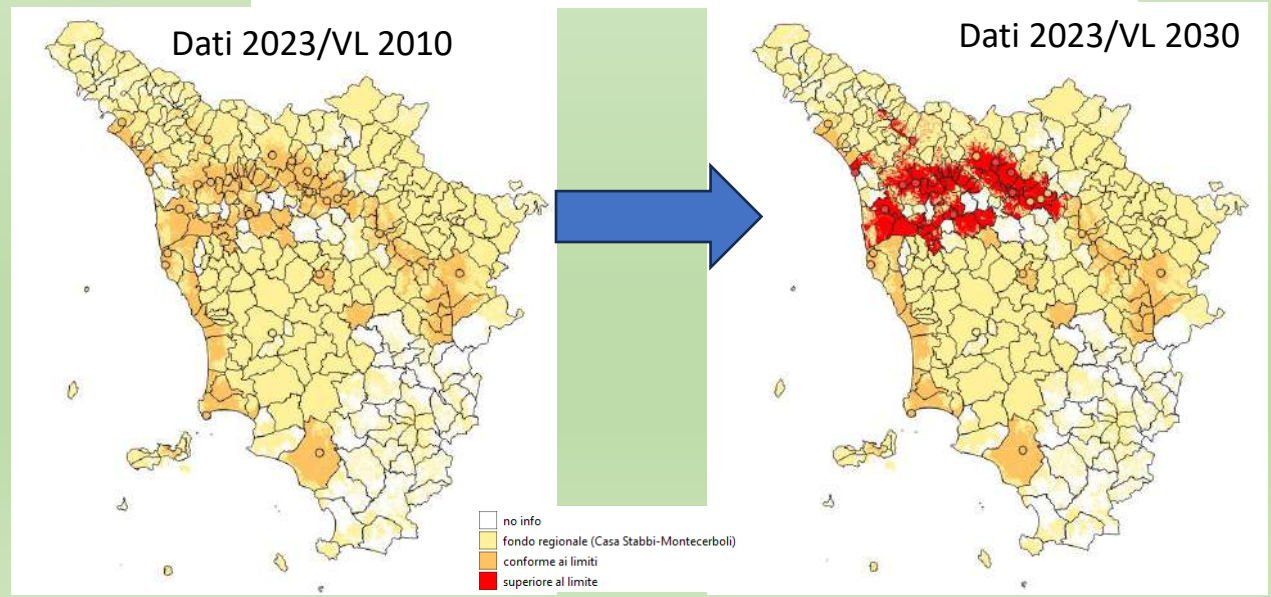 Dati 2023/VL 2010
Dati 2023/VL 2030
no info
fondo regionale (Casa Stabbi-Montecerboli)
conforme ai limiti
superiore al limite